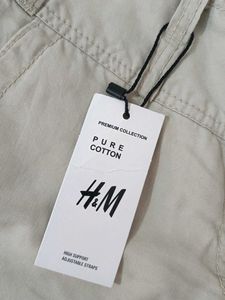 PREMIUM COLLECTION
PURE
COTTON
H&M
HIGH SUPPORT
ADJUSTABLE STRAPS